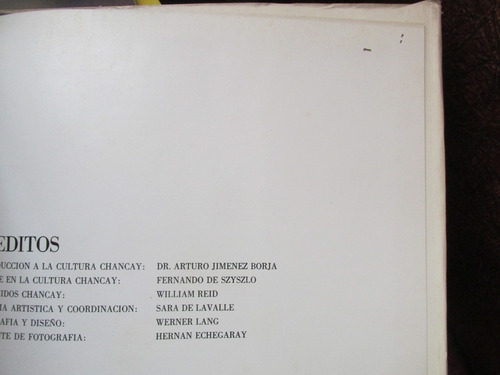 EDITOS
UCCION A LA CULTURA CHANCAY: DR. ARTURO JIMENEZ BORJA
E EN LA CULTURA CHANCAY: FERNANDO DE SZYSZLO
IDOS CHANCAY: WILLIAM REID
IA ARTISTICA Y COORDINACION: SARA DE LAVALLE
AFIA Y DISEÑO: WERNER LANG
TE DE FOTOGRAFIA: HERNAN ECHEGARAY